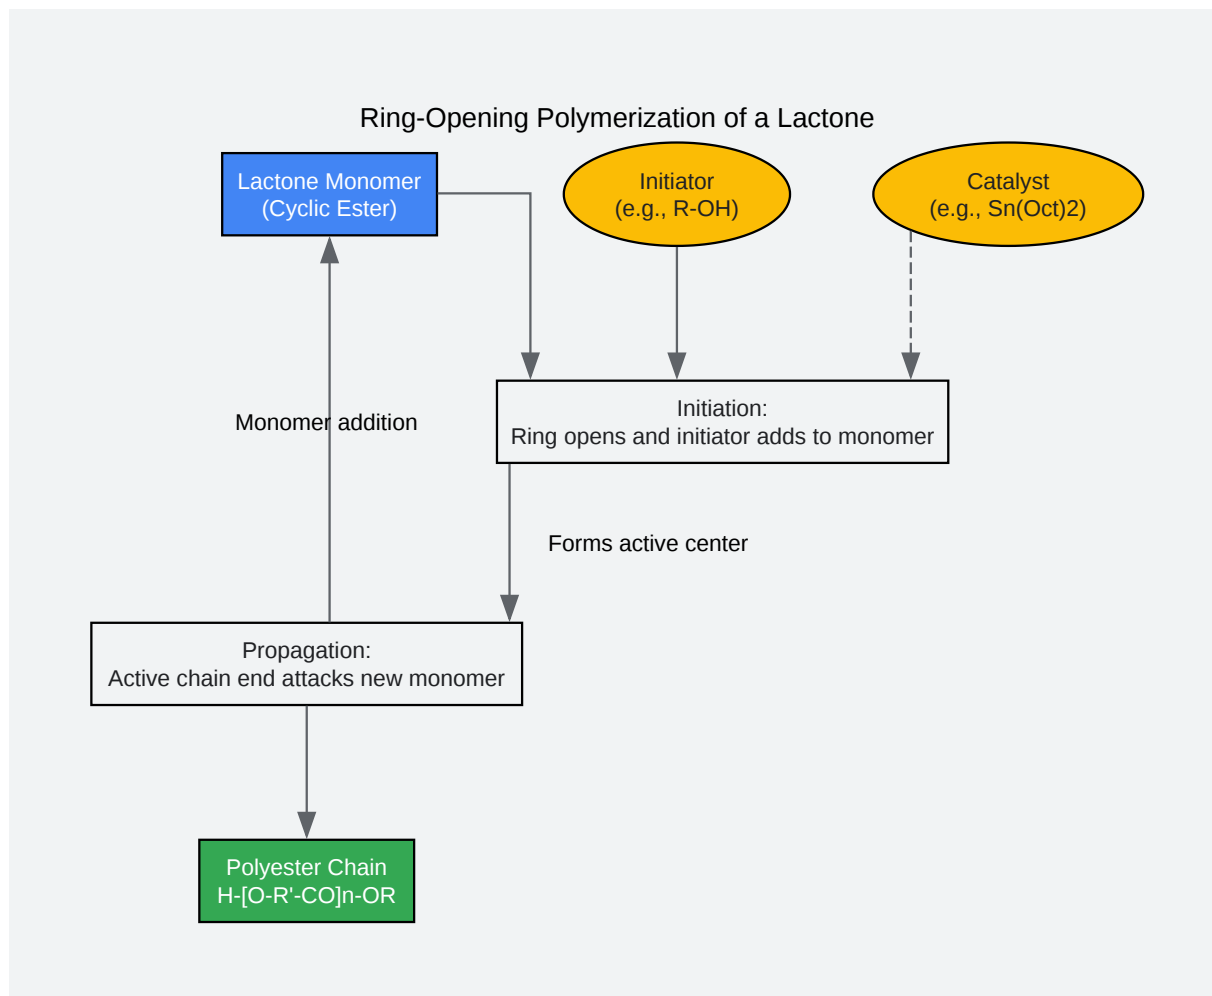 Ring-Opening Polymerization of a Lactone
Lactone Monomer
(Cyclic Ester)
Initiator
(e.g., R-OH)
Catalyst
(e.g., Sn(Oct)2)
Monomer addition
Initiation:
Ring opens and initiator adds to monomer
Forms active center
Propagation:
Active chain end attacks new monomer
Polyester Chain
H-[O-R'-CO]n-OR